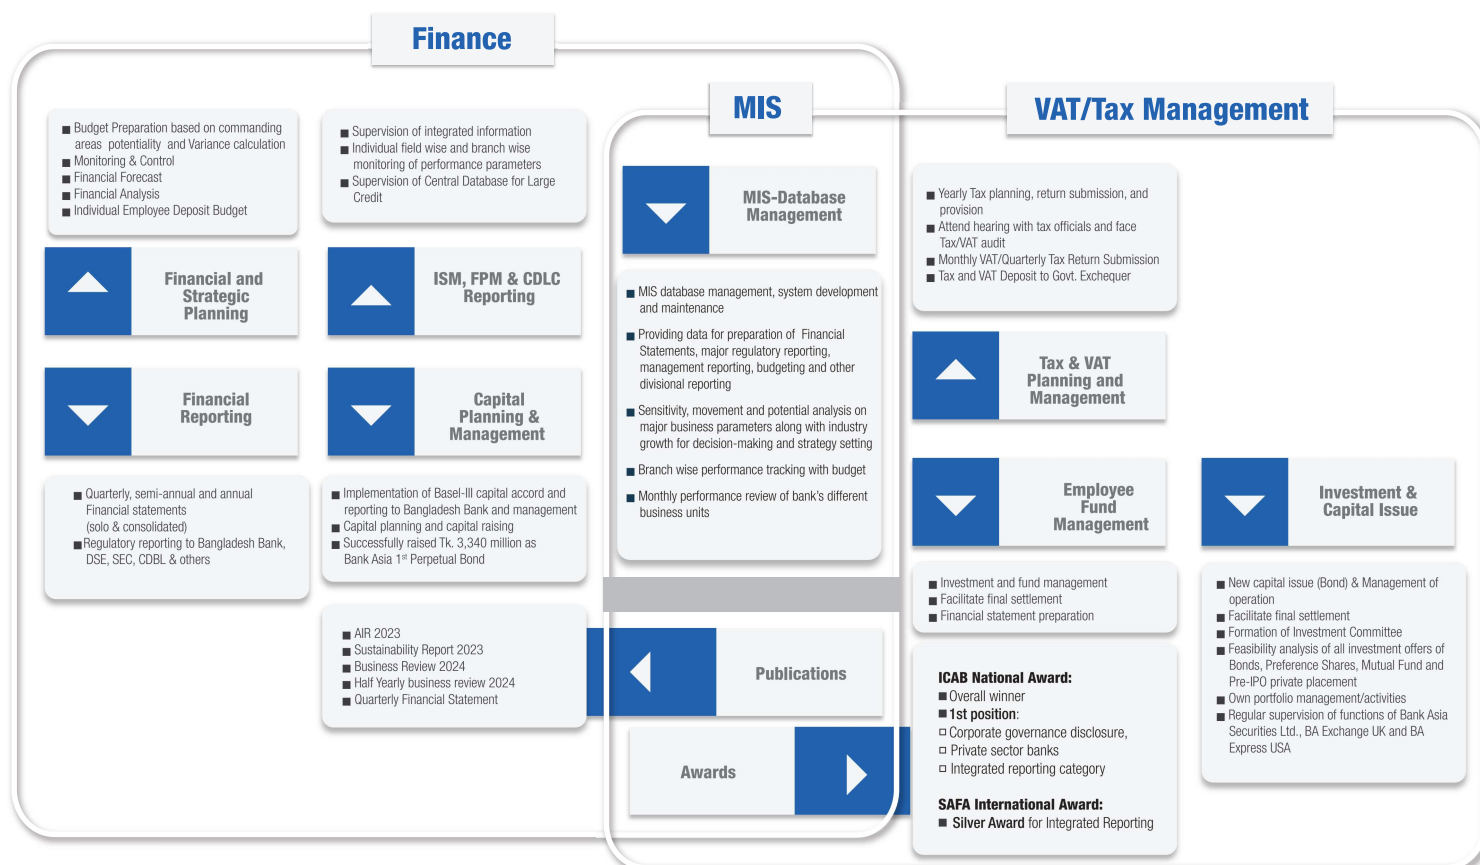 Finance
MIS
VAT/Tax Management
■ Budget Preparation based on commanding
areas potentiality and Variance calculation
■ Monitoring & Control
■ Financial Forecast
■ Financial Analysis
■ Individual Employee Deposit Budget
■ Supervision of integrated information
■ Individual field wise and branch wise
monitoring of performance parameters
■ Supervision of Central Database for Large
Credit
Financial and
Strategic
Planning
ISM, FPM & CDLC
Reporting
Financial
Reporting
Capital
Planning &
Management
■ Quarterly, semi-annual and annual
Financial statements
(solo & consolidated)
■ Regulatory reporting to Bangladesh Bank,
DSE, SEC, CDBL & others
■ Implementation of Basel-III capital accord and
reporting to Bangladesh Bank and management
■ Capital planning and capital raising
■ Successfully raised Tk. 3,340 million as
Bank Asia 1st Perpetual Bond
■ AIR 2023
■ Sustainability Report 2023
■ Business Review 2024
■ Half Yearly business review 2024
■ Quarterly Financial Statement
MIS-Database
Management
■ MIS database management, system development
and maintenance
■ Providing data for preparation of Financial
Statements, major regulatory reporting,
management reporting, budgeting and other
divisional reporting
■ Sensitivity, movement and potential analysis on
major business parameters along with industry
growth for decision-making and strategy setting
■ Branch wise performance tracking with budget
■ Monthly performance review of bank's different
business units
Publications
Awards
■ Yearly Tax planning, return submission, and
provision
■ Attend hearing with tax officials and face
Tax/VAT audit
■ Monthly VAT/Quarterly Tax Return Submission
■ Tax and VAT Deposit to Govt. Exchequer
Tax & VAT
Planning and
Management
Employee
Fund
Management
Investment &
Capital Issue
■ Investment and fund management
■ Facilitate final settlement
■ Financial statement preparation
ICAB National Award:
■ Overall winner
■ 1st position:
□ Corporate governance disclosure,
□ Private sector banks
□ Integrated reporting category
SAFA International Award:
■ Silver Award for Integrated Reporting
■ New capital issue (Bond) & Management of
operation
■ Facilitate final settlement
■ Formation of Investment Committee
■ Feasibility analysis of all investment offers of
Bonds, Preference Shares, Mutual Fund and
Pre-IPO private placement
■ Own portfolio management/activities
■ Regular supervision of functions of Bank Asia
Securities Ltd., BA Exchange UK and BA
Express USA